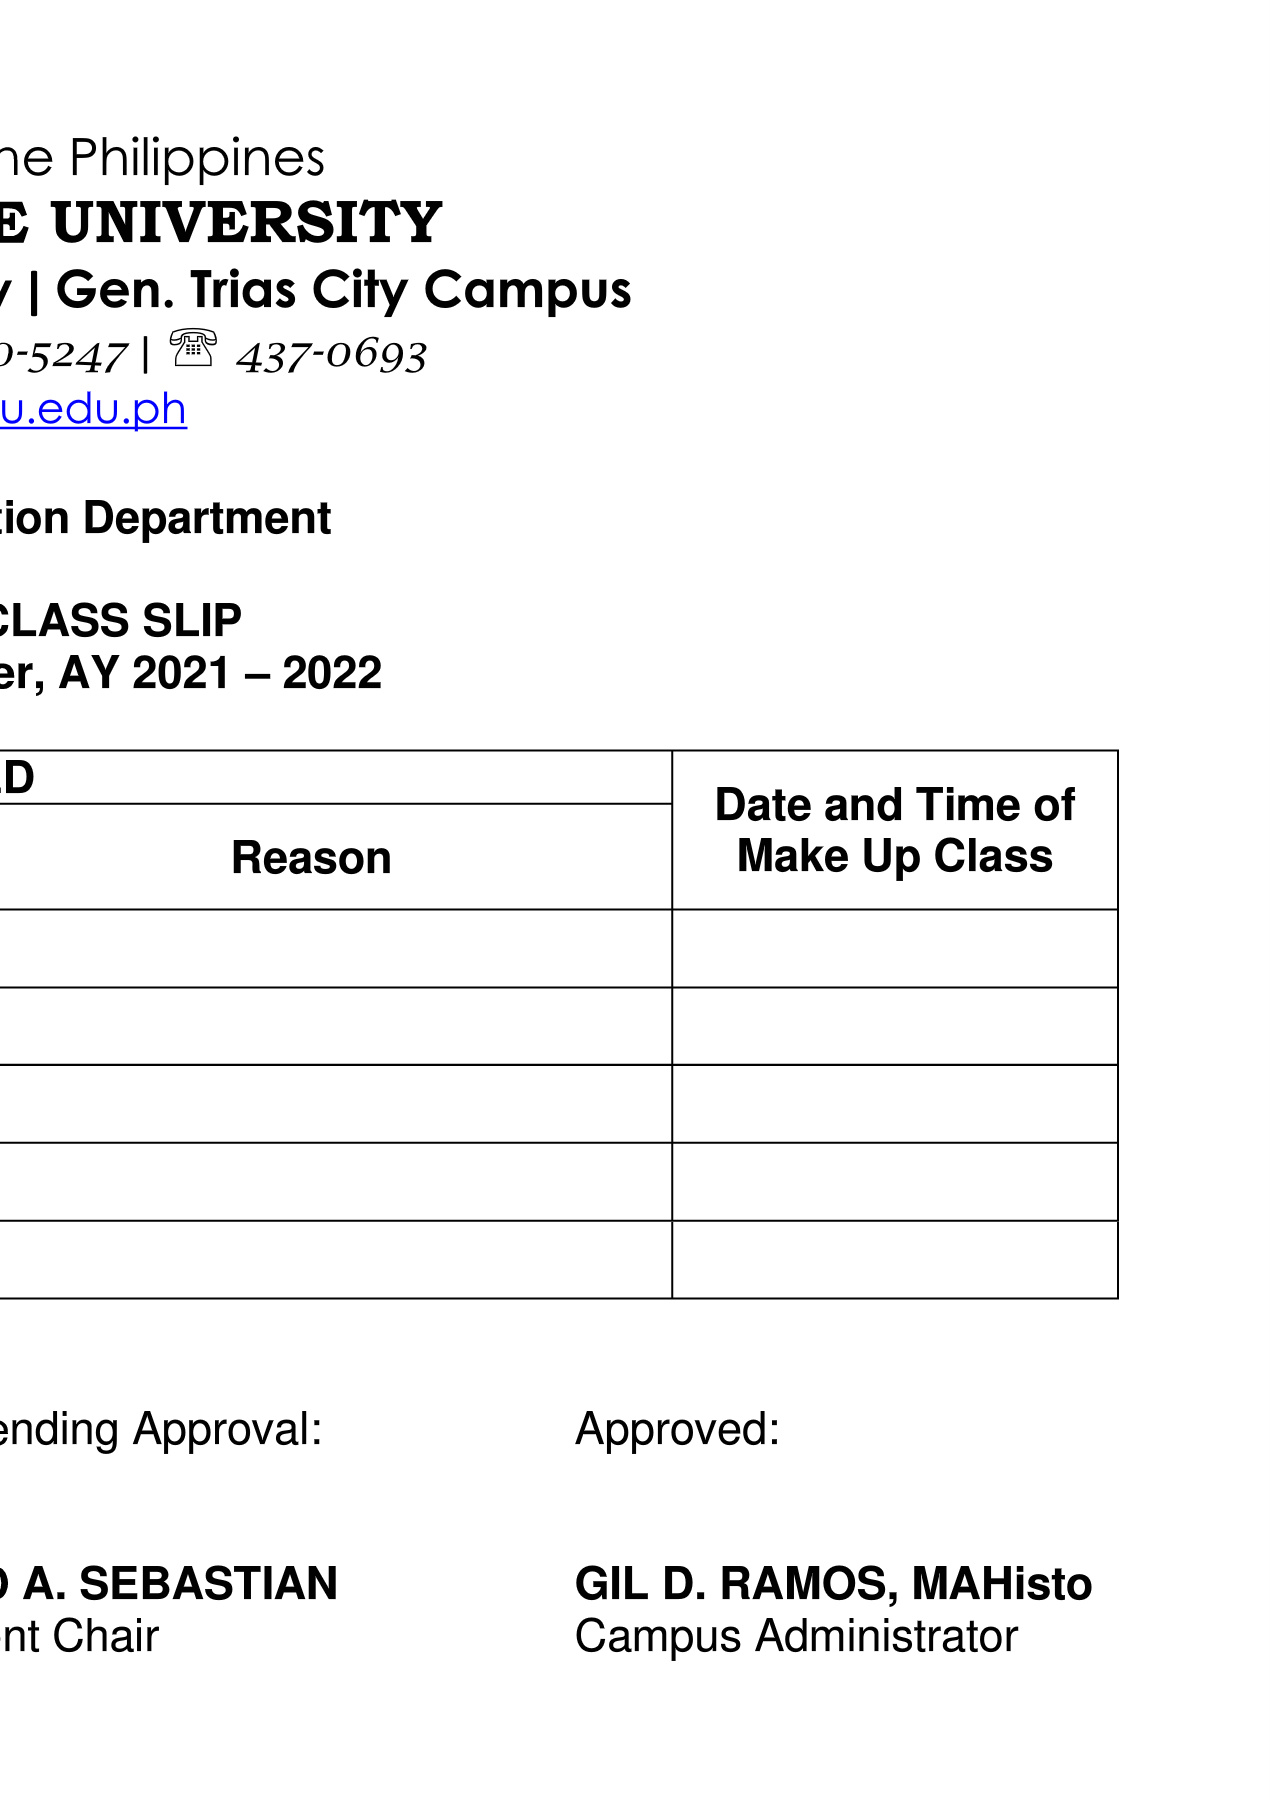 he Philippines
E UNIVERSITY
y | Gen. Trias City Campus
0-5247 | ☏ 437-0693
u.edu.ph
tion Department
CLASS SLIP
er, AY 2021 – 2022
LD
Reason
Date and Time of
Make Up Class
ending Approval:
Approved:
O A. SEBASTIAN
GIL D. RAMOS, MAHisto
ent Chair
Campus Administrator